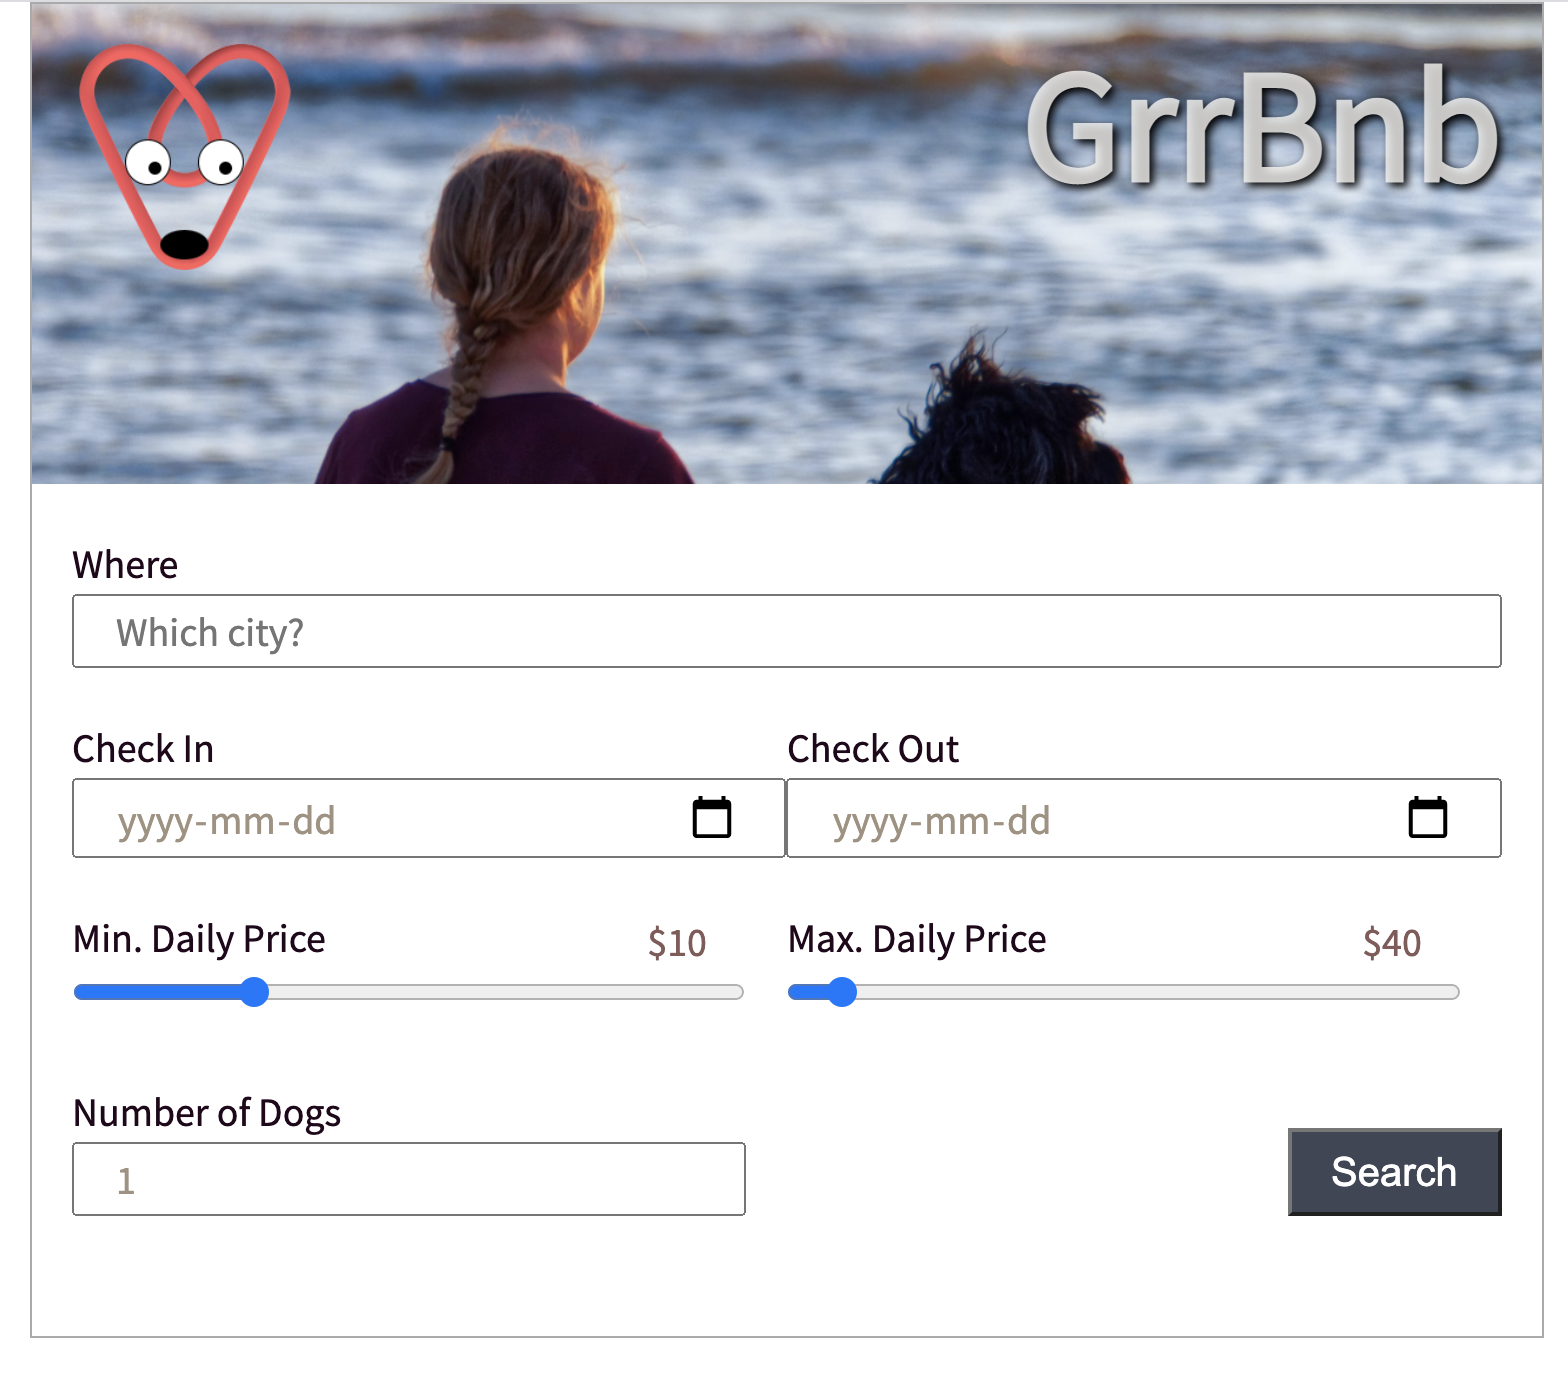 GrrBnb
Where
Which city?
Check In
Check Out
yyyy-mm-dd
yyyy-mm-dd
Min. Daily Price
$10
Max. Daily Price
$40
Number of Dogs
1
Search